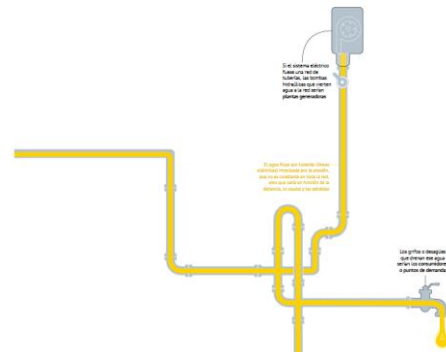 Si el sistema eléctrico
fuese una red de
tuberías, las bombas
hidráulicas que vierten
agua a la red serían
plantas generadoras
El agua fluye por tuberías (líneas
eléctricas) motivada por la presión,
que no es constante en toda la red,
sino que varía en función de la
distancia, el caudal y las pérdidas
Los grifos o desagües
que drenan ese agua
serían los consumidores
o puntos de demanda